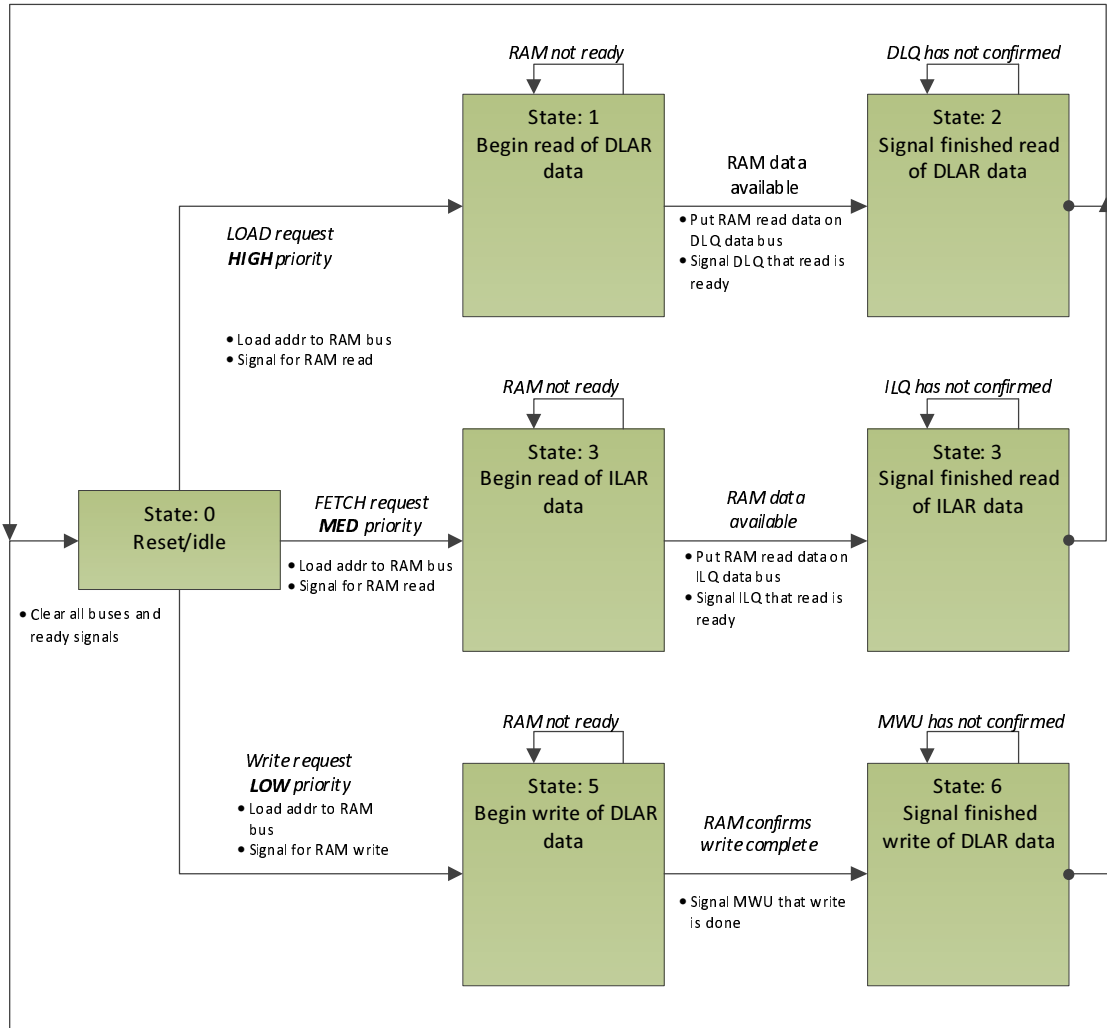 RAM not ready
DLQ has not confirmed
State: 1
Begin read of DLAR
data
State: 2
Signal finished read
of DLAR data
RAM data
available
• Put RAM read data on
DLQ data bus
• Signal DLQ that read is
ready
LOAD request
HIGH priority
• Load addr to RAM bus
• Signal for RAM read
RAM not ready
ILQ has not confirmed
State: 3
Begin read of ILAR
data
State: 3
Signal finished read
of ILAR data
State: 0
Reset/idle
FETCH request
MED priority
• Load addr to RAM bus
• Signal for RAM read
RAM data
available
• Put RAM read data on
ILQ data bus
• Signal ILQ that read is
ready
• Clear all buses and
ready signals
RAM not ready
MWU has not confirmed
Write request
LOW priority
• Load addr to RAM
bus
• Signal for RAM write
State: 5
Begin write of DLAR
data
State: 6
Signal finished
write of DLAR data
RAM confirms
write complete
• Signal MWU that write
is done